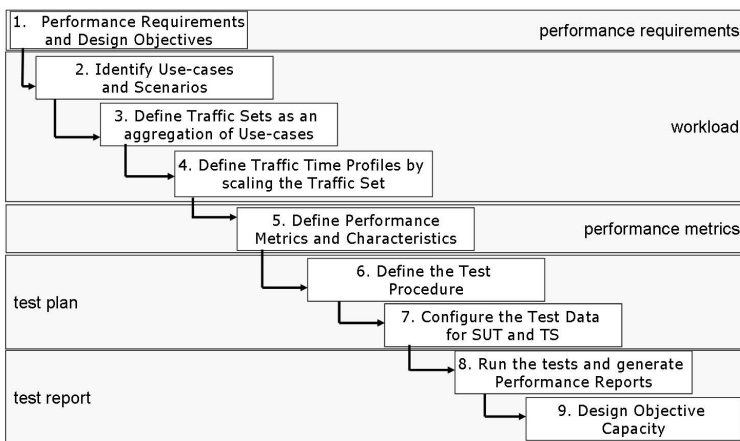 1. Performance Requirements
and Design Objectives
performance requirements
2. Identify Use-cases
and Scenarios
3. Define Traffic Sets as an
aggregation of Use-cases
workload
4. Define Traffic Time Profiles by
scaling the Traffic Set
5. Define Performance
Metrics and Characteristics
performance metrics
6. Define the Test
Procedure
test plan
7. Configure the Test Data
for SUT and TS
8. Run the tests and generate
Performance Reports
test report
9. Design Objective
Capacity